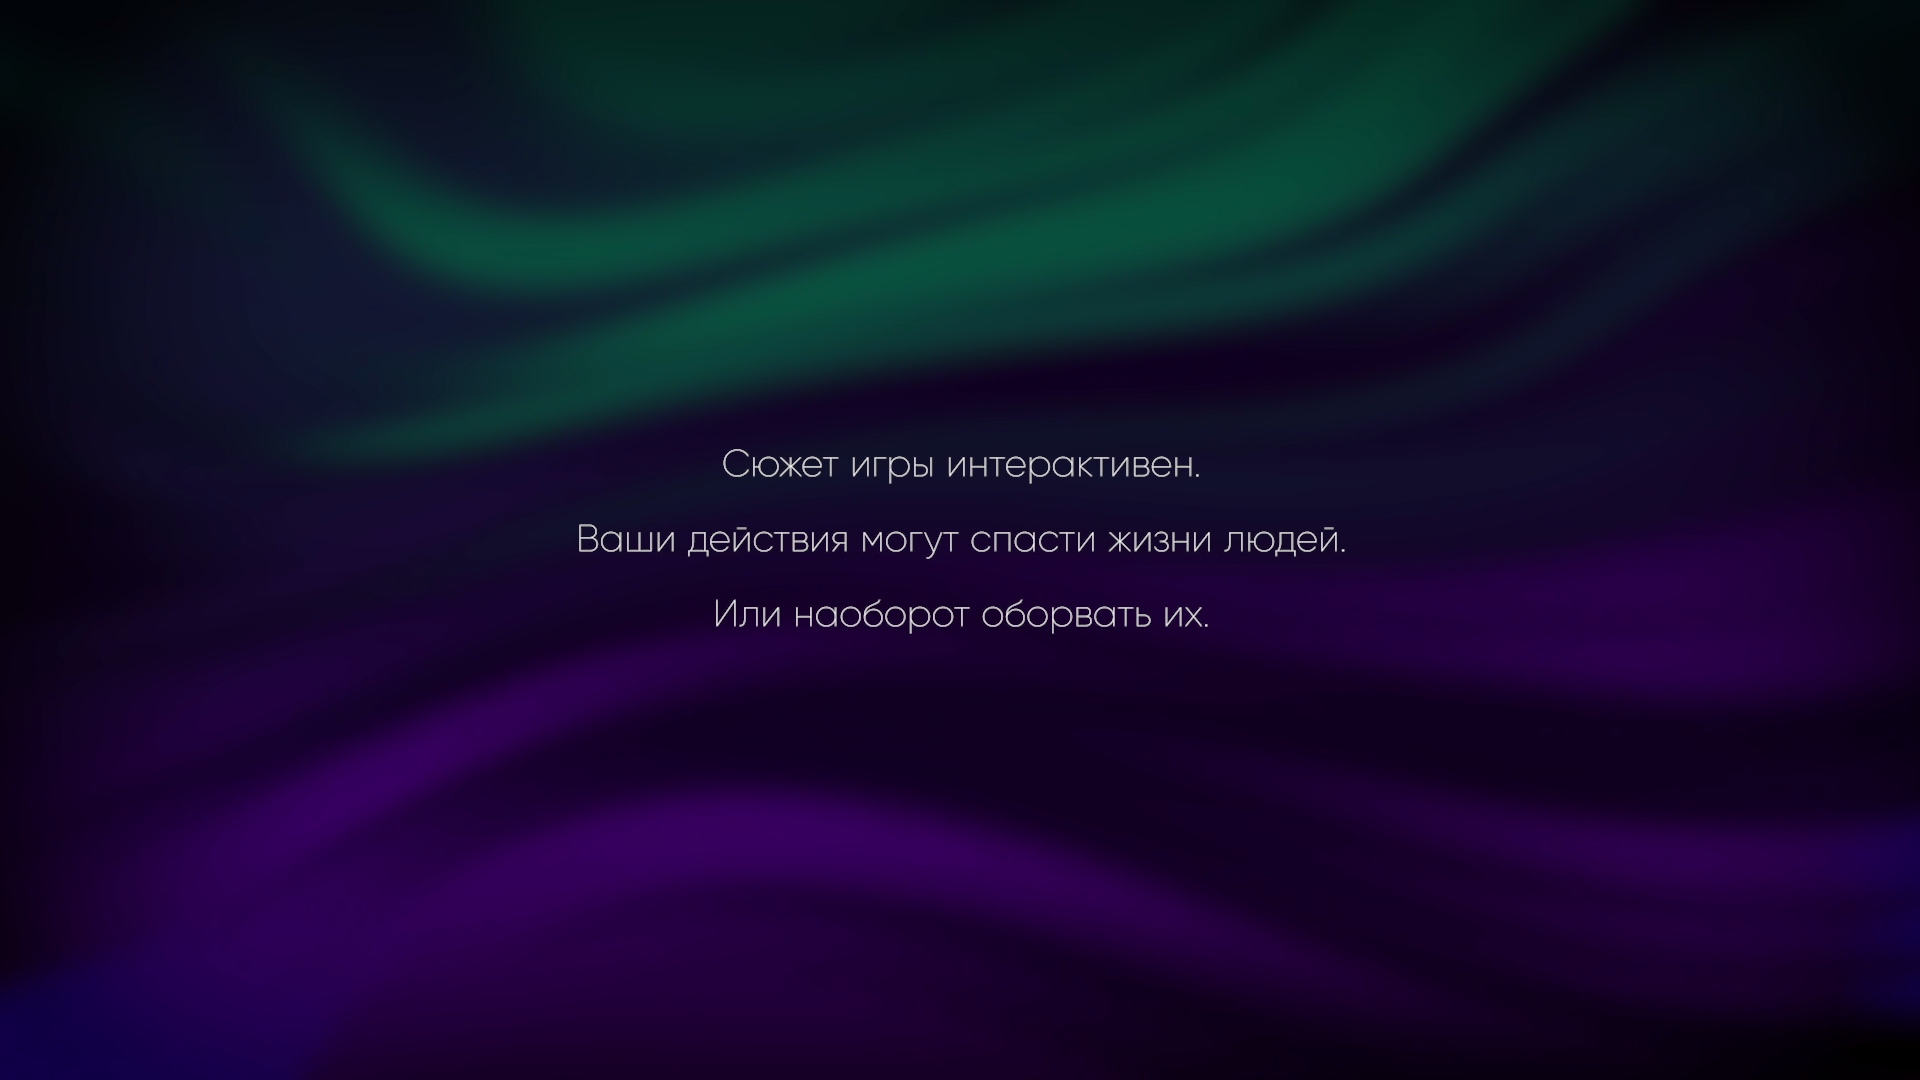 Сюжет игры интерактивен.
Ваши действия могут спасти жизни людей.
Или наоборот оборвать их.